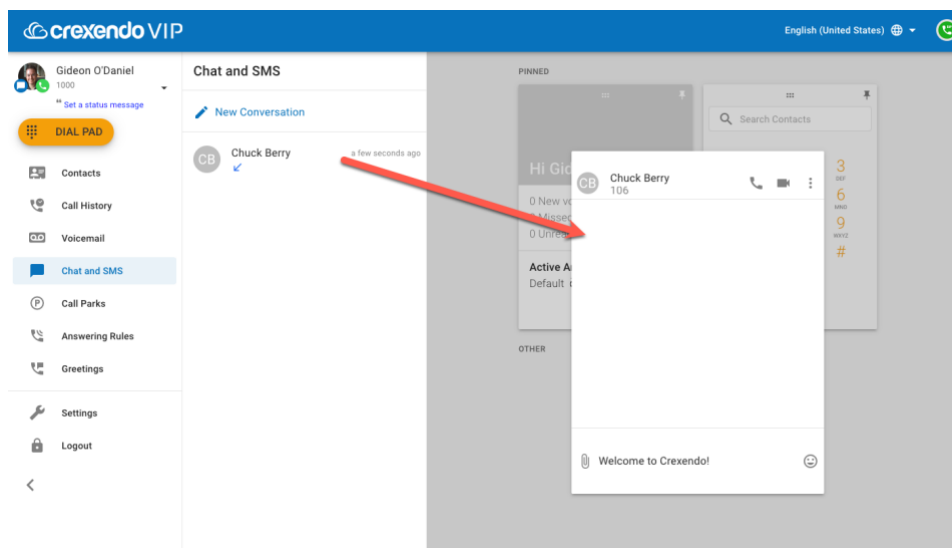 crexendo VIP
English (United States)
Gideon O'Daniel
1000
" Set a status message
DIAL PAD
Contacts
Call History
Voicemail
Chat and SMS
Call Parks
Answering Rules
Greetings
Settings
Logout
Chat and SMS
New Conversation
CB
Chuck Berry
a few seconds ago
PINNED
Hi Gid
0 New vo
Missed
0 Unrea
Active A
Default
OTHER
Search Contacts
3
DEF
6
MNO
9
WXYZ
#
CB
Chuck Berry
106
Welcome to Crexendo!